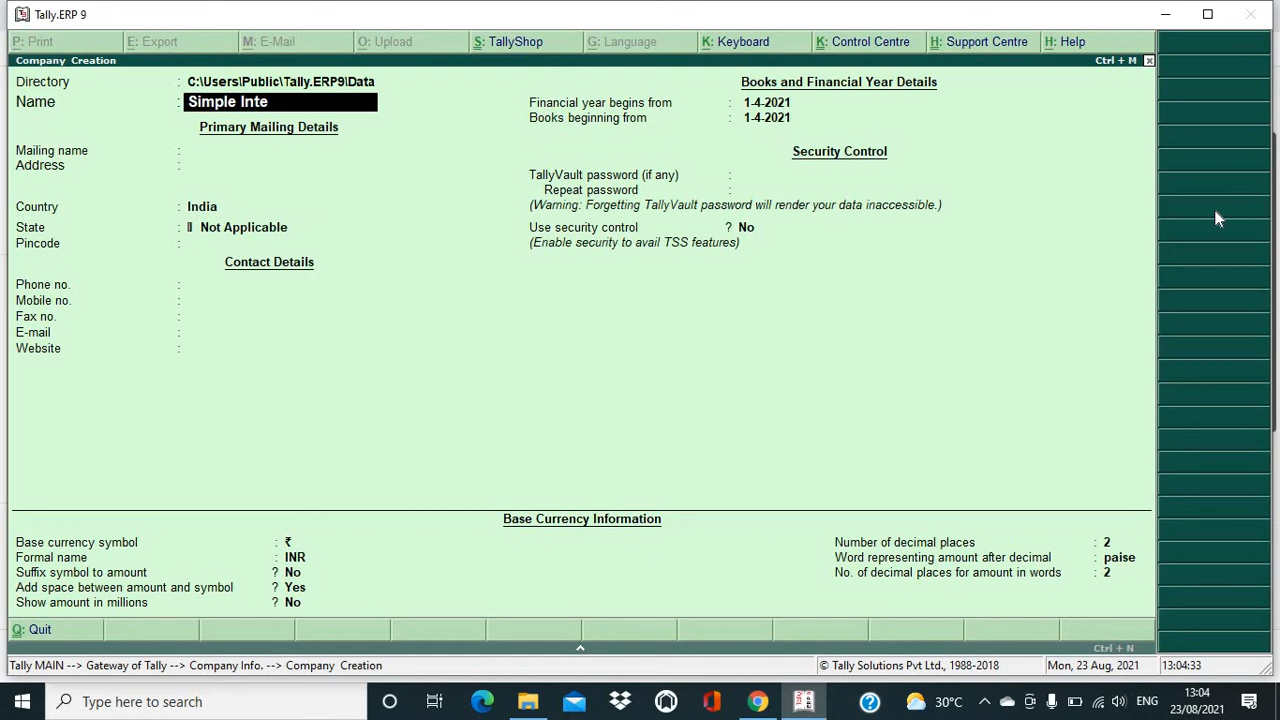 Tally.ERP 9
P: Print E: Export M: E-Mail O: Upload S: TallyShop G: Language K: Keyboard K: Control Centre H: Support Centre H: Help
Company Creation Ctrl + M
Directory : C:\Users\Public\Tally.ERP9\Data
Name : Simple Inte
Primary Mailing Details
Mailing name :
Address :
Country : India
State : Not Applicable
Pincode :
Contact Details
Phone no. :
Mobile no. :
Fax no. :
E-mail :
Website :
Books and Financial Year Details
Financial year begins from : 1-4-2021
Books beginning from : 1-4-2021
Security Control
TallyVault password (if any) :
Repeat password :
(Warning: Forgetting TallyVault password will render your data inaccessible.)
Use security control ? No
(Enable security to avail TSS features)
Base Currency Information
Base currency symbol : ₹
Formal name : INR
Suffix symbol to amount ? No
Add space between amount and symbol ? Yes
Show amount in millions ? No
Number of decimal places : 2
Word representing amount after decimal : paise
No. of decimal places for amount in words : 2
Q: Quit
Ctrl + N
Tally MAIN --> Gateway of Tally --> Company Info. --> Company Creation © Tally Solutions Pvt Ltd., 1988-2018 Mon, 23 Aug, 2021 13:04:33
Type here to search 30°C ENG 13:04
23/08/2021